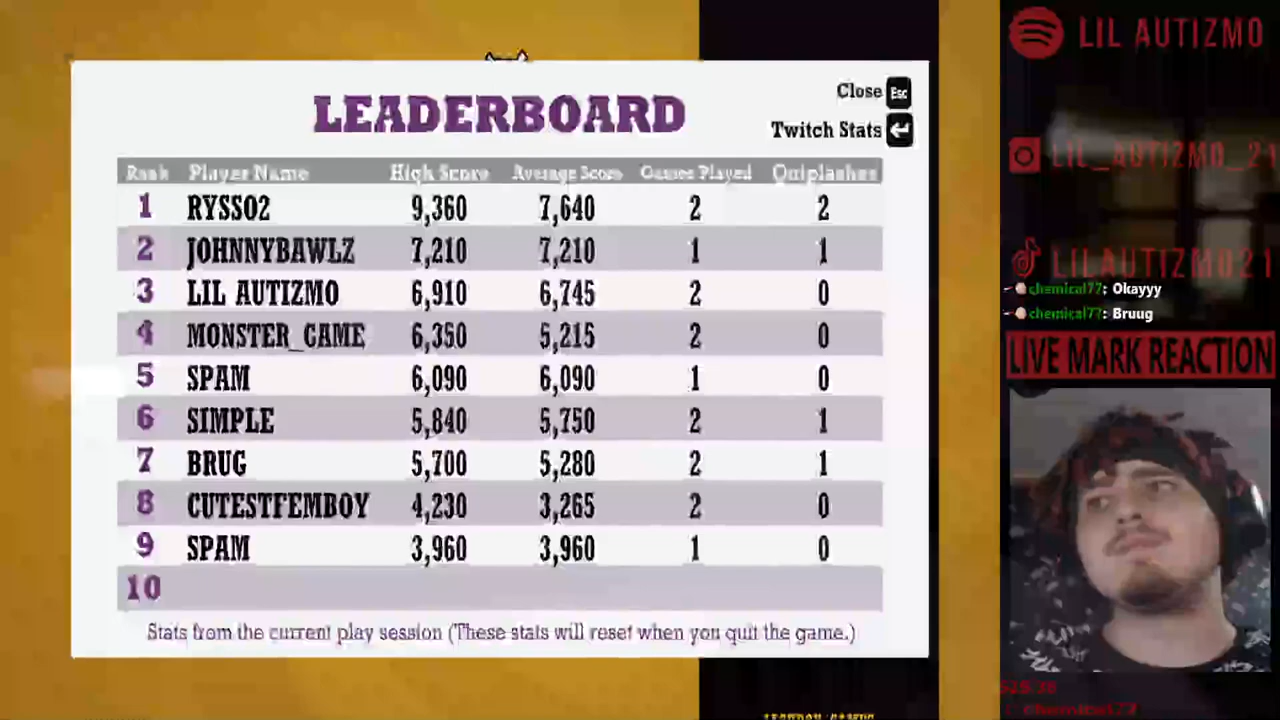 LEADERBOARD
Close Esc
Twitch Stats
Rank Player Name High Score Average Score Games Played Quiplashes
1 RYSSO2 9,360 7,640 2 2
2 JOHNNYBAWLZ 7,210 7,210 1 1
3 LIL AUTIZMO 6,910 6,745 2 0
4 MONSTER_GAME 6,350 5,215 2 0
5 SPAM 6,090 6,090 1 0
6 SIMPLE 5,840 5,750 2 1
7 BRUG 5,700 5,280 2 1
8 CUTESTFEMBOY 4,230 3,265 2 0
9 SPAM 3,960 3,960 1 0
10
Stats from the current play session (These stats will reset when you quit the game.)
LIL AUTIZMO
LIL_AUTIZMO_21
LILAUTIZMO21
chemical77: Okayyy
chemical77: Bruug
LIVE MARK REACTION
chemical77